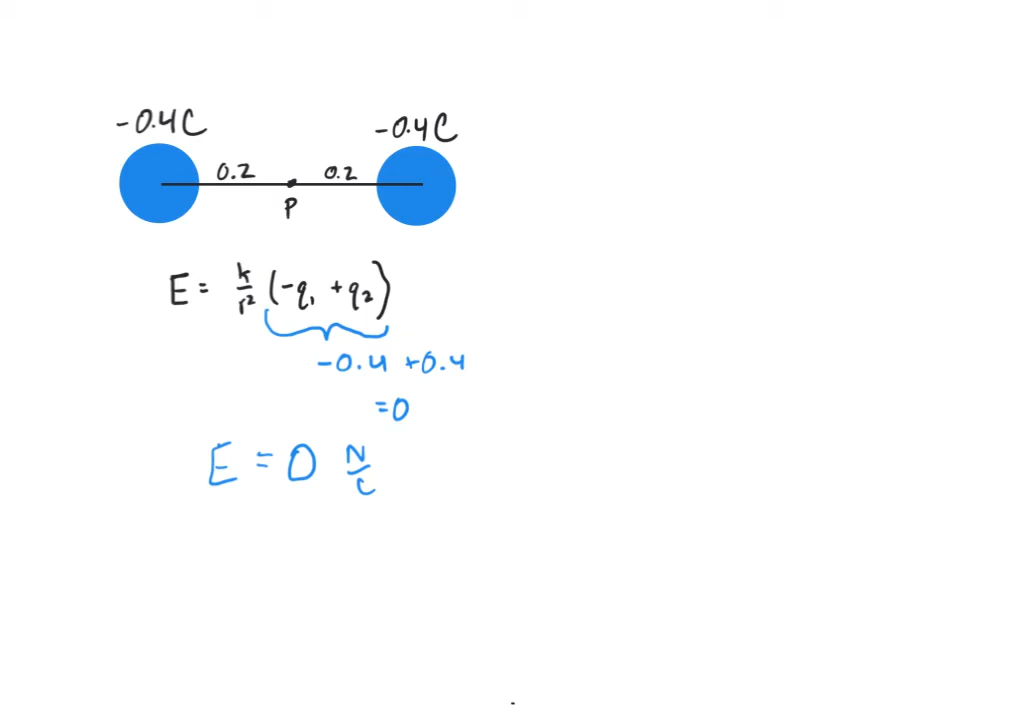 -0.4C -0.4C
0.2 0.2
P
E = k/r² (-q₁ + q₂)
-0.4 +0.4
=0
E = 0 N/C